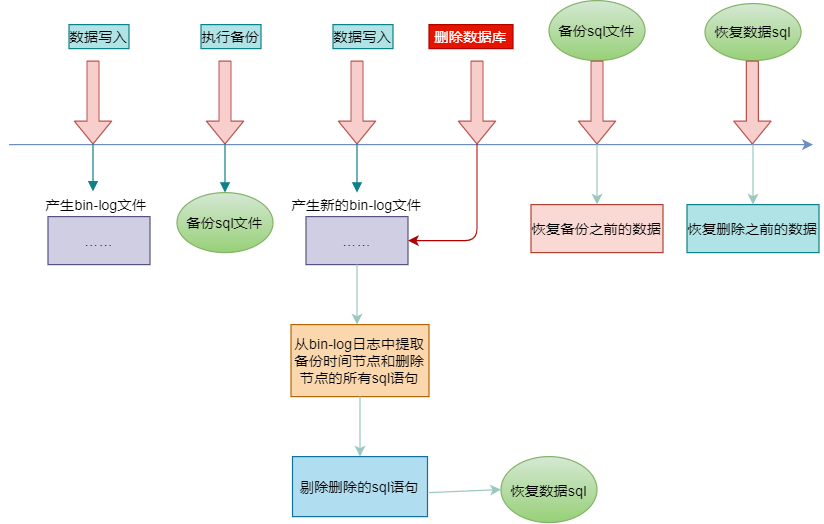 数据写入
执行备份
数据写入
删除数据库
备份sql文件
恢复数据sql
产生bin-log文件
……
备份sql文件
产生新的bin-log文件
……
恢复备份之前的数据
恢复删除之前的数据
从bin-log日志中提取
备份时间节点和删除
节点的所有sql语句
剔除删除的sql语句
恢复数据sql